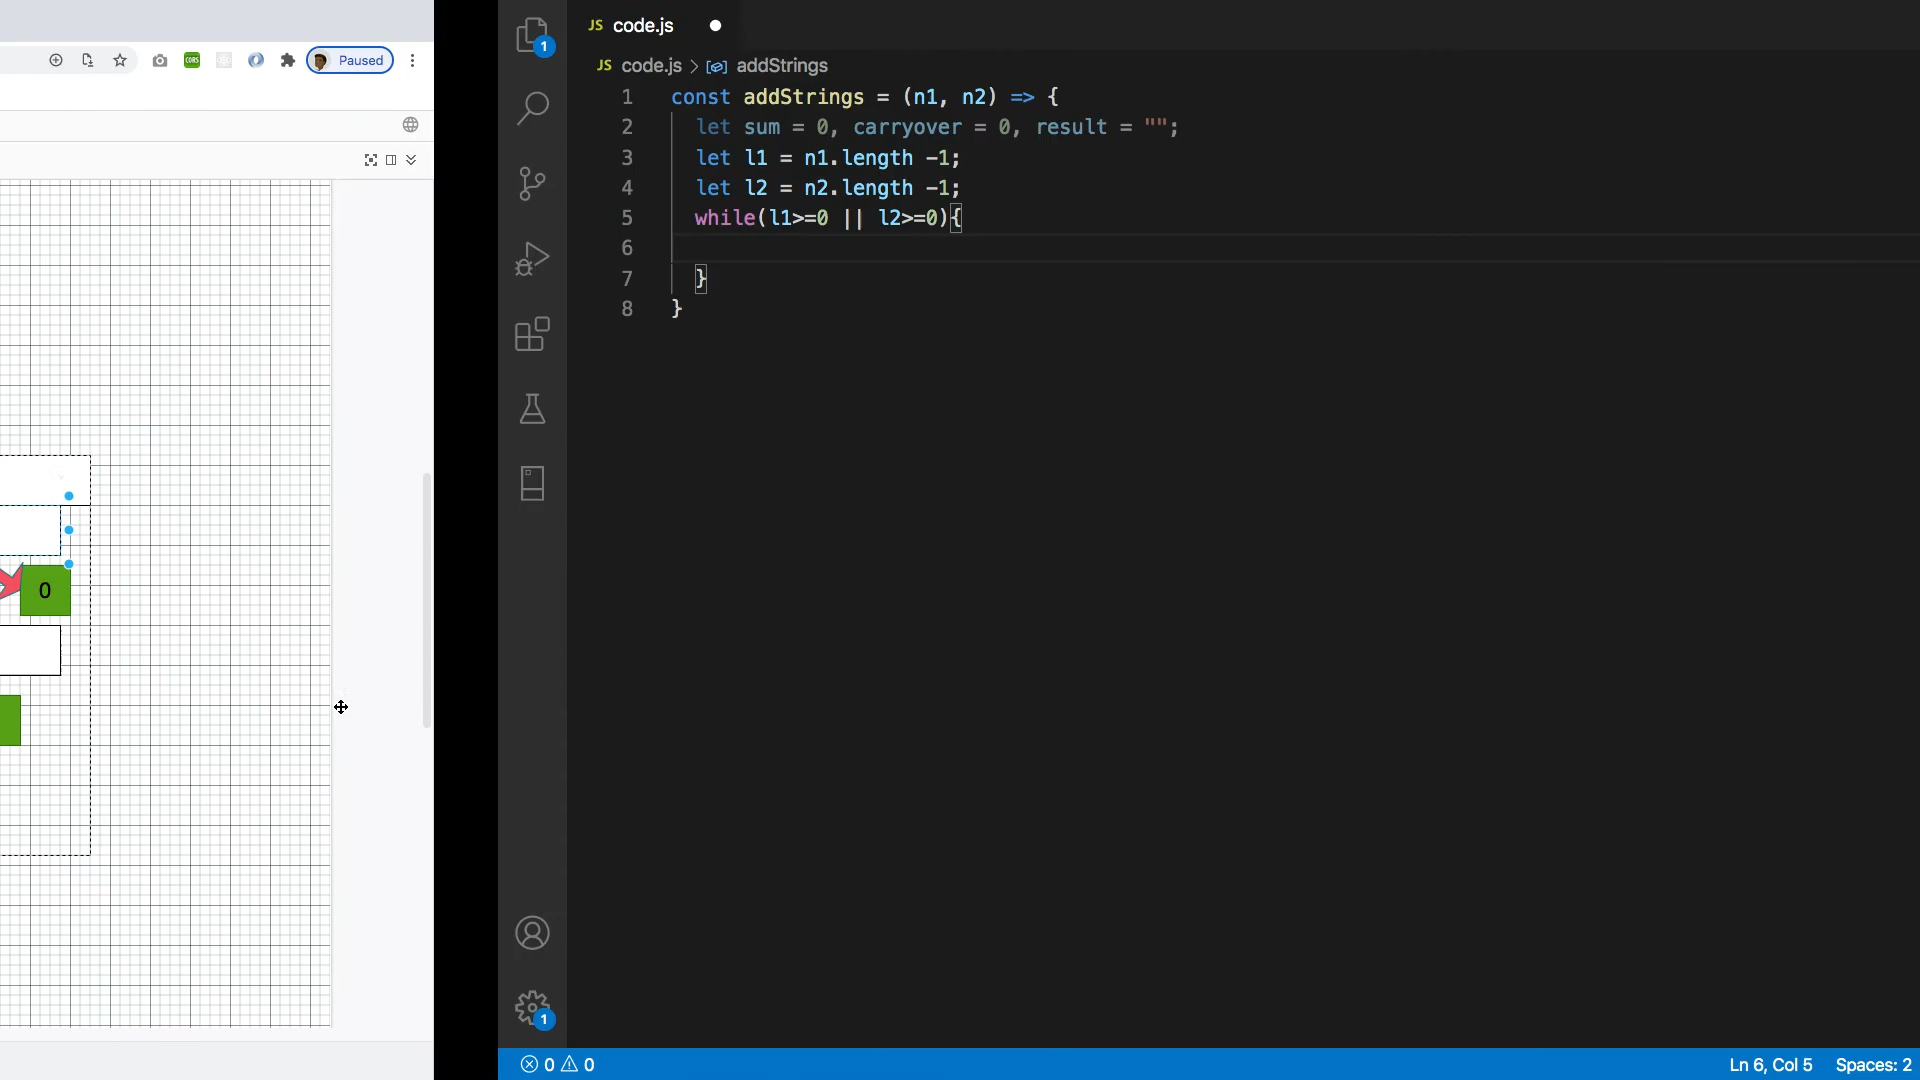 Paused
CORS
0
1
JS code.js
JS code.js > addStrings
1 const addStrings = (n1, n2) => {
2 let sum = 0, carryover = 0, result = "";
3 let l1 = n1.length -1;
4 let l2 = n2.length -1;
5 while(l1>=0 || l2>=0){
6
7 }
8 }
1
0 0
Ln 6, Col 5 Spaces: 2